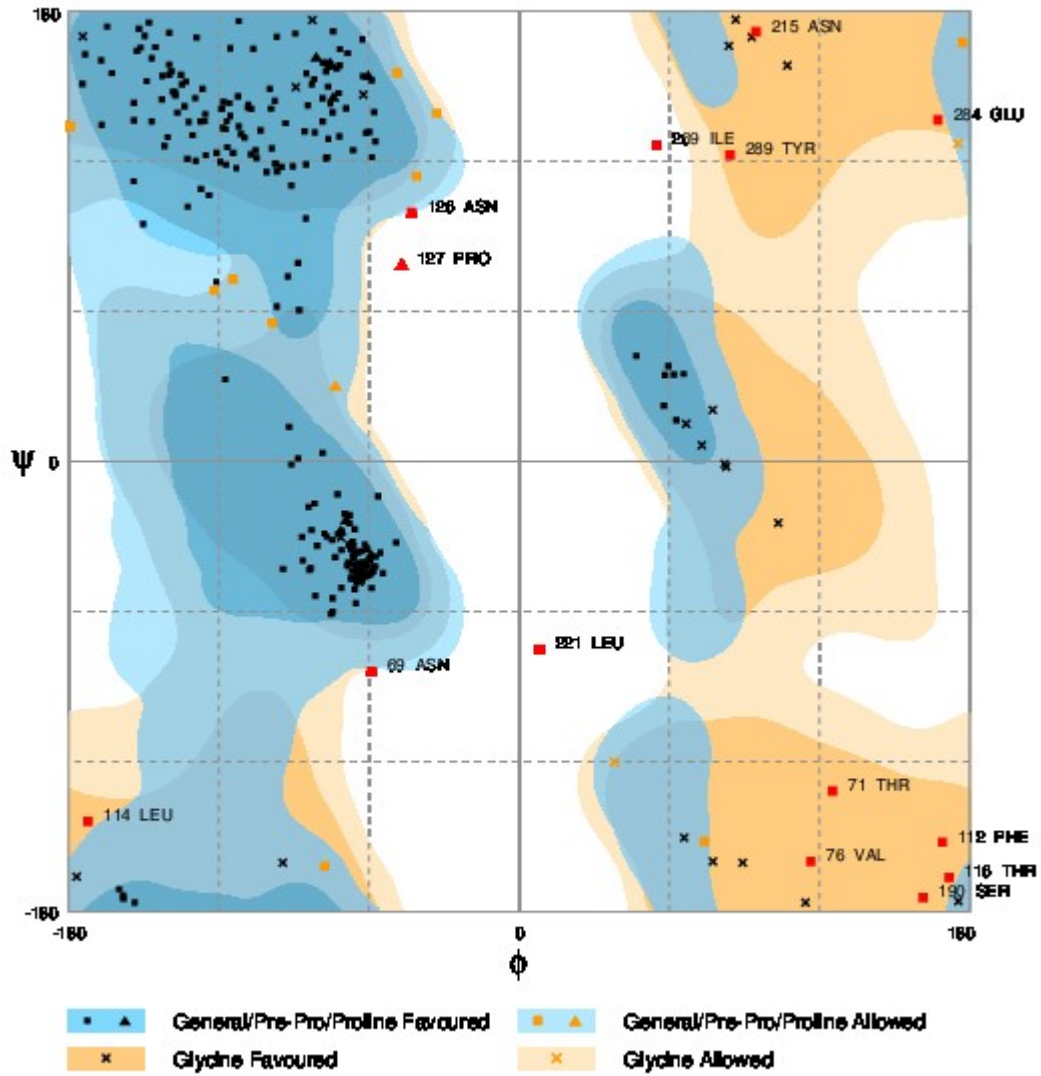 180
215 ASN
284 GLU
269 ILE
289 TYR
126 ASN
127 PRO
Ψ 0
221 LEU
69 ASN
71 THR
114 LEU
112 PHE
76 VAL
116 THR
190 SER
-180
-180 0 180
ϕ
General/Pre-Pro/Proline Favoured General/Pre-Pro/Proline Allowed
Glycine Favoured Glycine Allowed